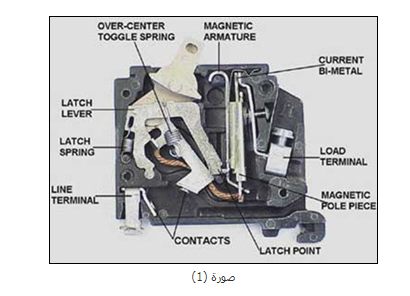 OVER-CENTER
TOGGLE SPRING
MAGNETIC
ARMATURE
CURRENT
BI-METAL
LATCH
LEVER
LATCH
SPRING
LOAD
TERMINAL
LINE
TERMINAL
MAGNETIC
POLE PIECE
CONTACTS
LATCH POINT
صورة (1)